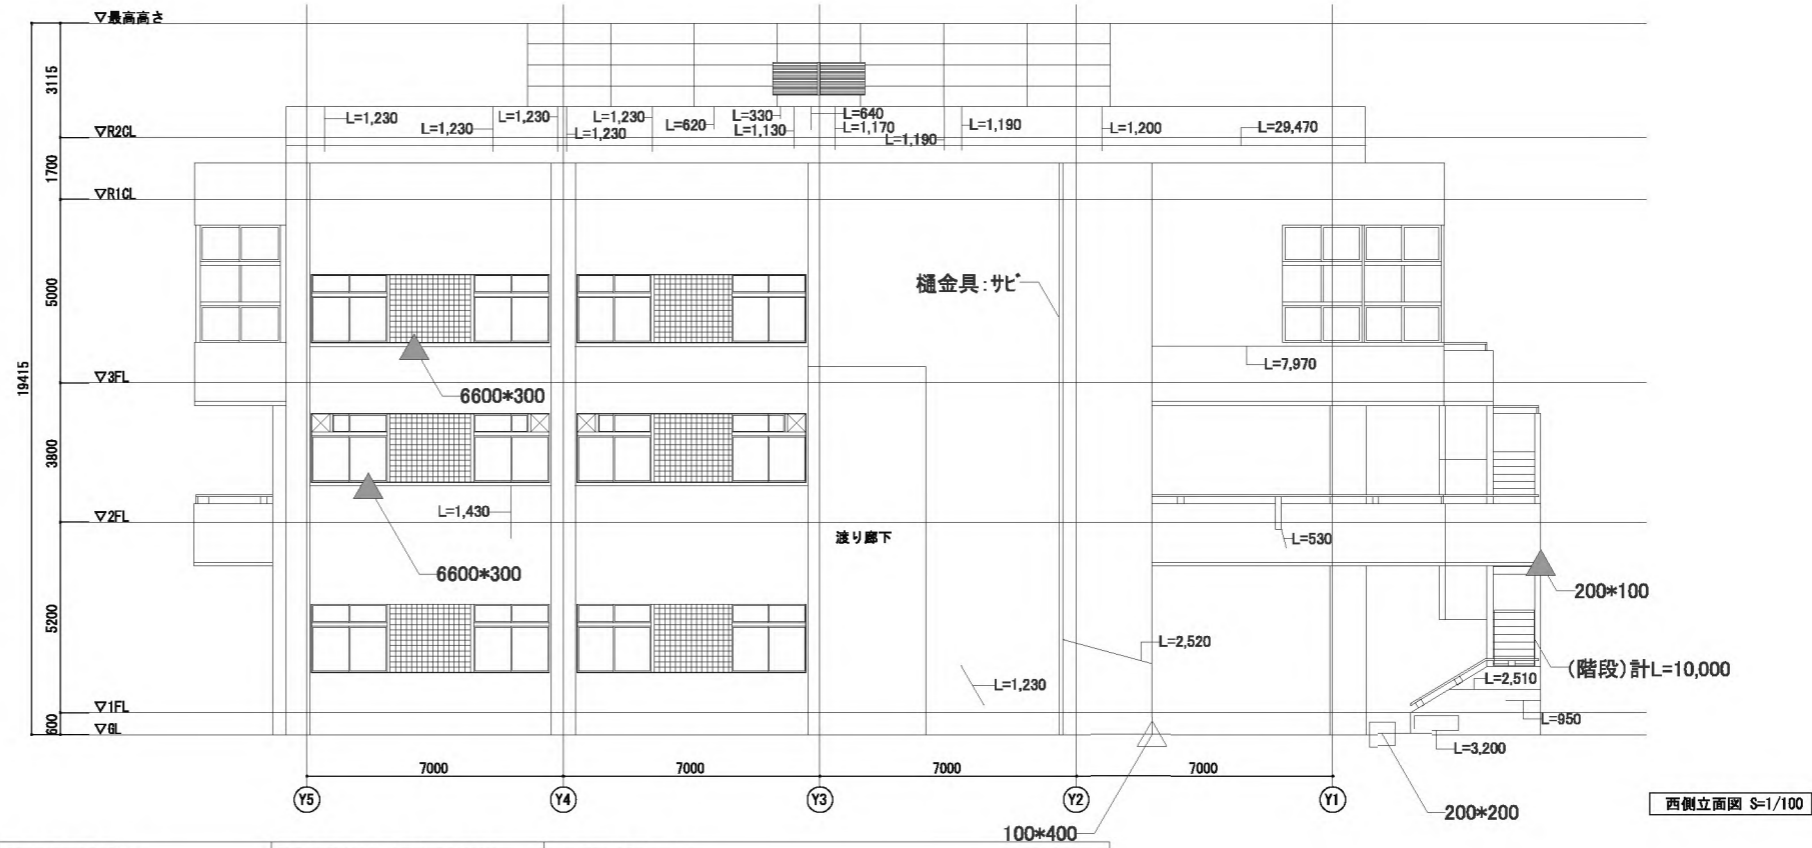 ▽最高高さ
3115
L=1,230
L=1,230
L=1,230
L=1,230
L=1,230
L=620
L=330
L=1,130
L=640
L=1,170
L=1,190
L=1,190
L=1,200
L=29,470
▽R2CL
1700
▽R1CL
5000
樋金具:サビ
19415
L=7,970
▽3FL
6600*300
3800
L=1,430
▽2FL
渡り廊下
L=530
6600*300
200*100
5200
L=2,520
(階段)計L=10,000
L=1,230
L=2,510
▽1FL
L=950
600
▽GL
L=3,200
7000
7000
7000
7000
Y5
Y4
Y3
Y2
Y1
西側立面図 S=1/100
200*200
100*400